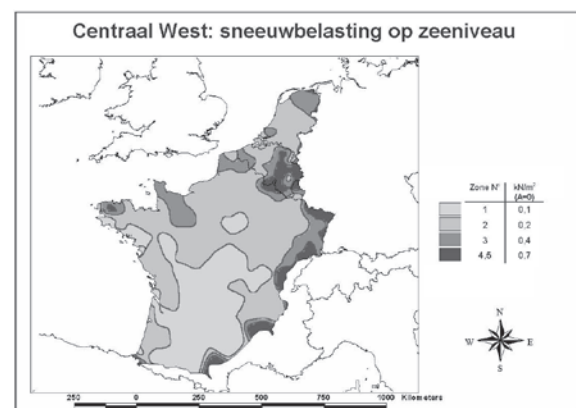 Centraal West: sneeuwbelasting op zeeniveau
Zone N° kN/m²
(A=0)
1 0,1
2 0,2
3 0,4
4,5 0,7
N
W E
S
250 0 250 500 750 1000 Kilometers